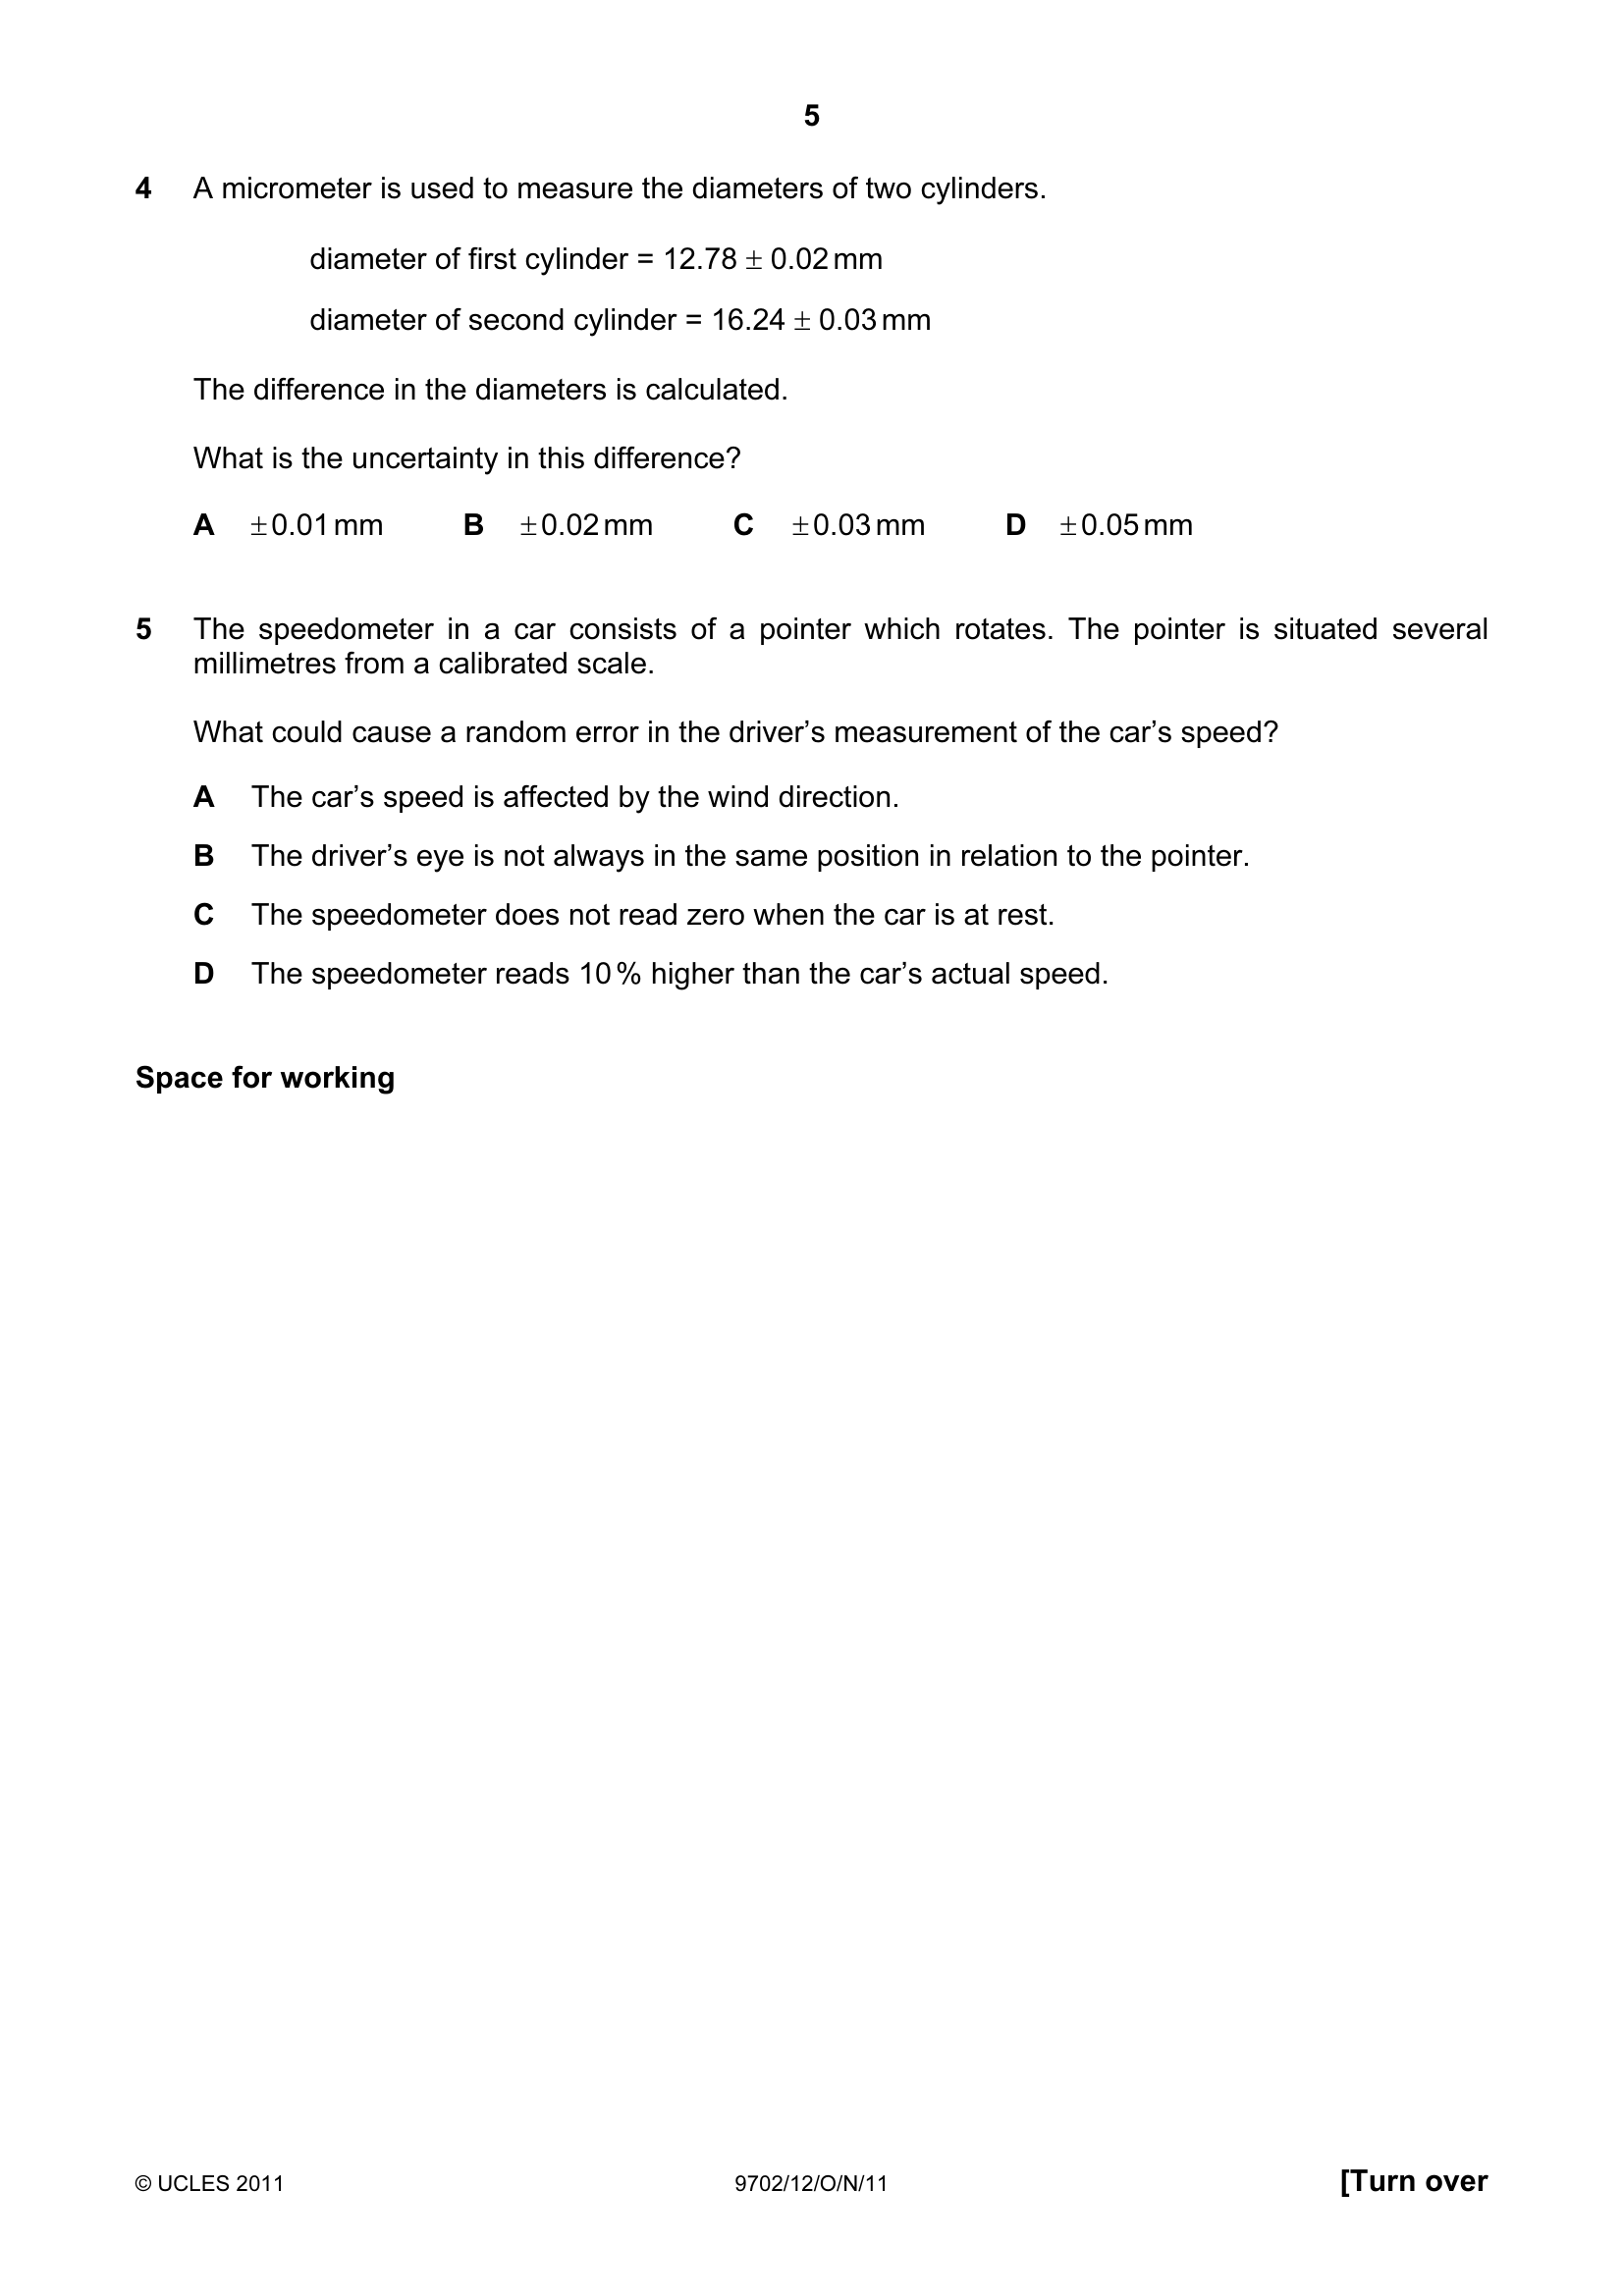 5
4 A micrometer is used to measure the diameters of two cylinders.
diameter of first cylinder = 12.78 ± 0.02 mm
diameter of second cylinder = 16.24 ± 0.03 mm
The difference in the diameters is calculated.
What is the uncertainty in this difference?
A ±0.01 mm B ±0.02 mm C ±0.03 mm D ±0.05 mm
5 The speedometer in a car consists of a pointer which rotates. The pointer is situated several
millimetres from a calibrated scale.
What could cause a random error in the driver’s measurement of the car’s speed?
A The car’s speed is affected by the wind direction.
B The driver’s eye is not always in the same position in relation to the pointer.
C The speedometer does not read zero when the car is at rest.
D The speedometer reads 10 % higher than the car’s actual speed.
Space for working
© UCLES 2011 9702/12/O/N/11 [Turn over